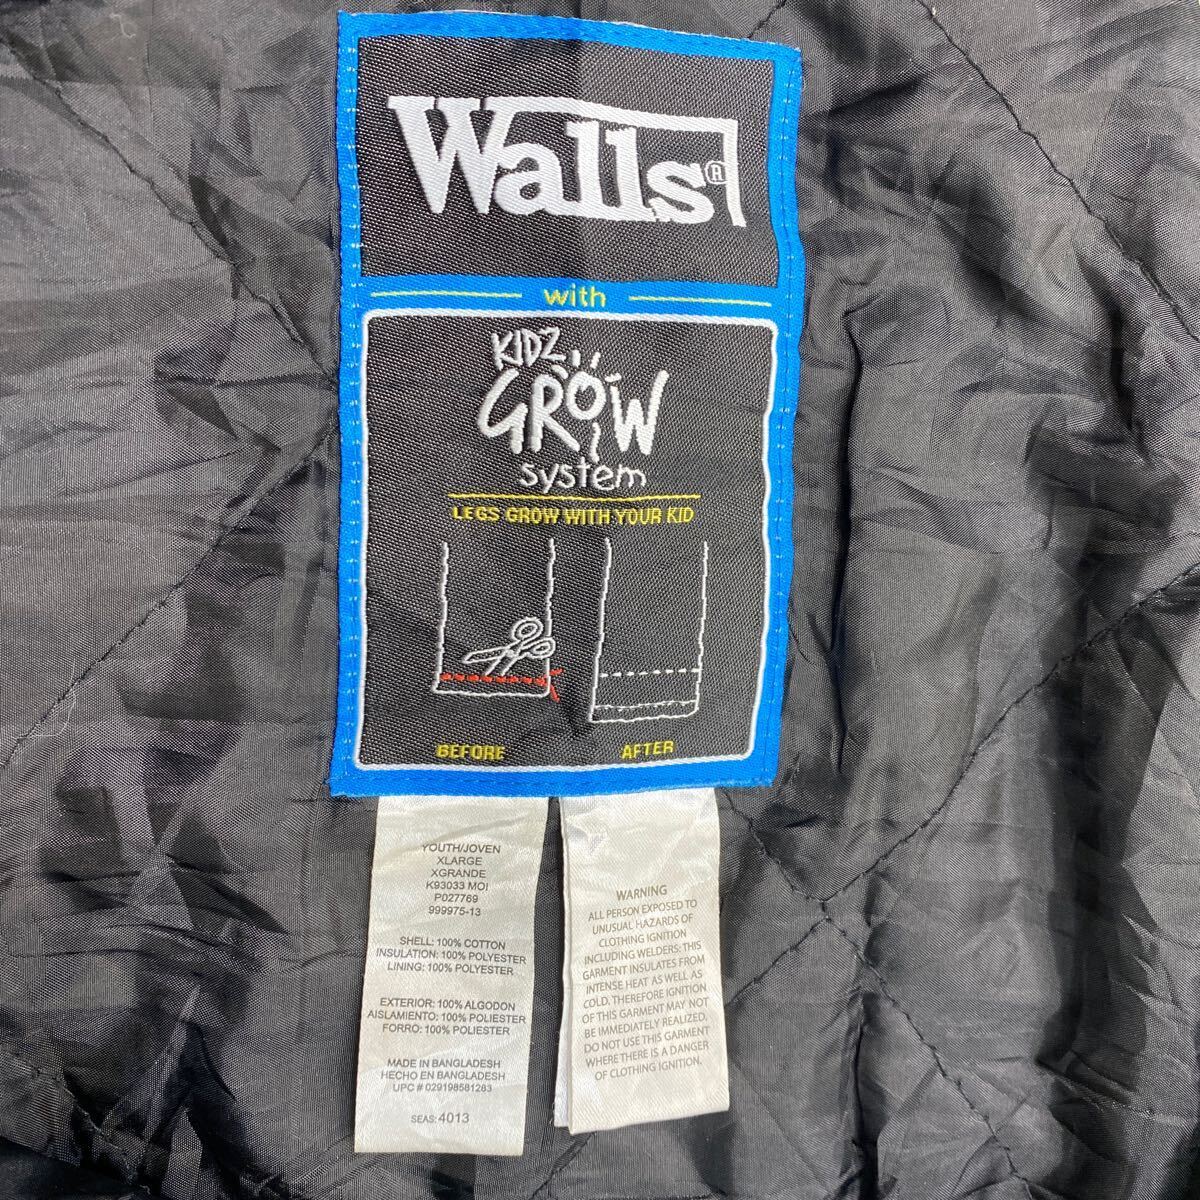 Walls®
with
KIDZ
GROW
system
LEGS GROW WITH YOUR KID
BEFORE AFTER
YOUTH/JOVEN
XLARGE
XGRANDE
K93033 MOI
P027769
999975-13
SHELL: 100% COTTON
INSULATION: 100% POLYESTER
LINING: 100% POLYESTER
EXTERIOR: 100% ALGODON
AISLAMIENTO: 100% POLIESTER
FORRO: 100% POLIESTER
MADE IN BANGLADESH
HECHO EN BANGLADESH
UPC # 029198581283
SEAS: 4013
WARNING
ALL PERSON EXPOSED TO
UNUSUAL HAZARDS OF
CLOTHING IGNITION
INCLUDING WELDERS: THIS
GARMENT INSULATES FROM
INTENSE HEAT AS WELL AS
COLD. THEREFORE IGNITION
OF THIS GARMENT MAY NOT
BE IMMEDIATELY REALIZED.
DO NOT USE THIS GARMENT
WHERE THERE IS A DANGER
OF CLOTHING IGNITION.